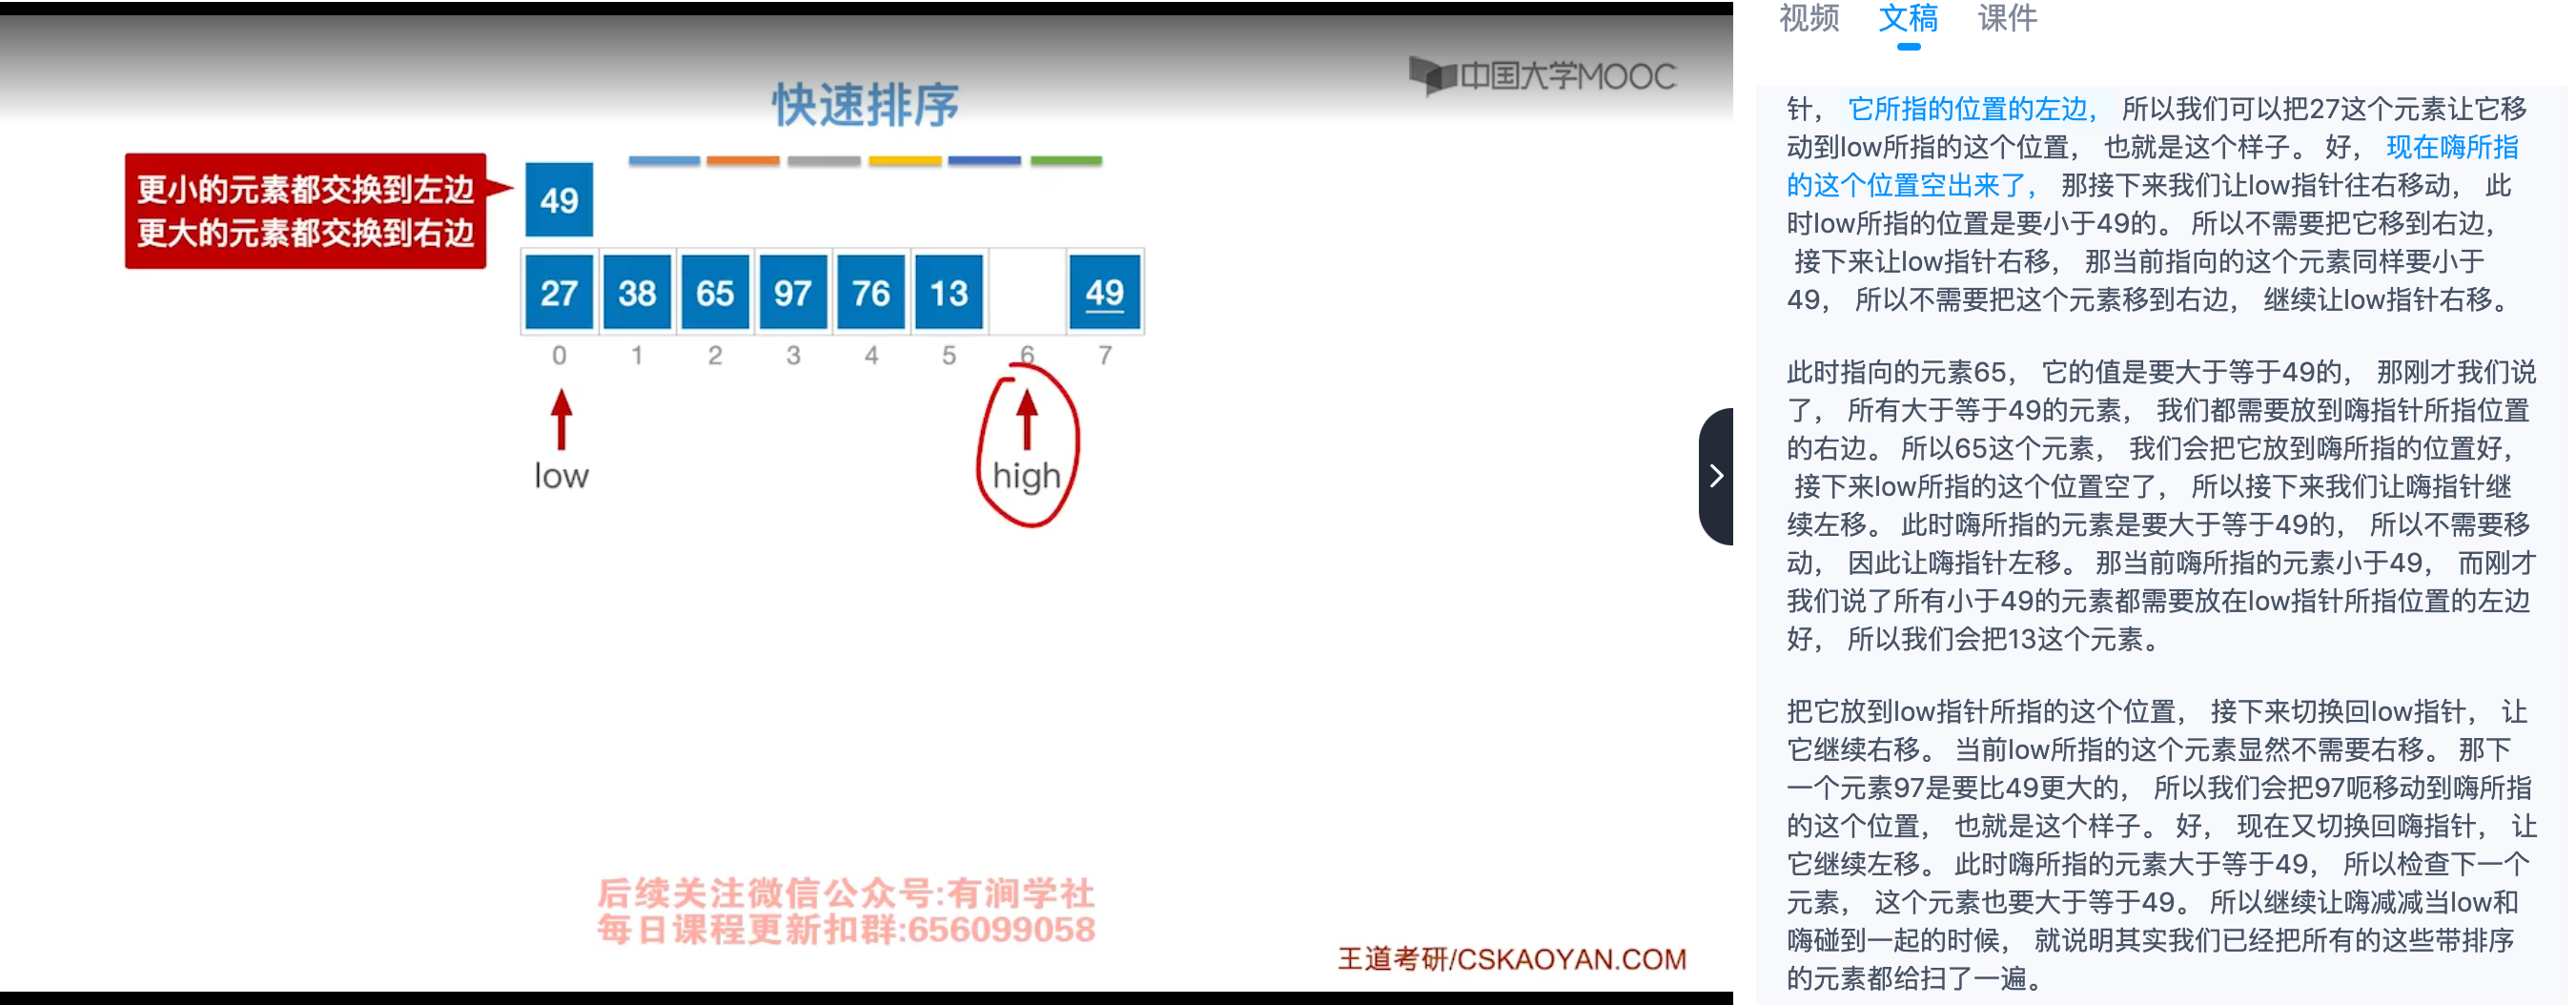 中国大学MOOC
快速排序
更小的元素都交换到左边
更大的元素都交换到右边
49
27 38 65 97 76 13 49
0 1 2 3 4 5 6 7
low
high
后续关注微信公众号:有涧学社
每日课程更新扣群:656099058
王道考研/CSKAOYAN.COM
视频 文稿 课件
针， 它所指的位置的左边， 所以我们可以把27这个元素让它移
动到low所指的这个位置， 也就是这个样子。 好， 现在嗨所指
的这个位置空出来了， 那接下来我们让low指针往右移动， 此
时low所指的位置是要小于49的。 所以不需要把它移到右边，
接下来让low指针右移， 那当前指向的这个元素同样要小于
49， 所以不需要把这个元素移到右边， 继续让low指针右移。
此时指向的元素65， 它的值是要大于等于49的， 那刚才我们说
了， 所有大于等于49的元素， 我们都需要放到嗨指针所指位置
的右边。 所以65这个元素， 我们会把它放到嗨所指的位置好，
接下来low所指的这个位置空了， 所以接下来我们让嗨指针继
续左移。 此时嗨所指的元素是要大于等于49的， 所以不需要移
动， 因此让嗨指针左移。 那当前嗨所指的元素小于49， 而刚才
我们说了所有小于49的元素都需要放在low指针所指位置的左边
好， 所以我们会把13这个元素。
把它放到low指针所指的这个位置， 接下来切换回low指针， 让
它继续右移。 当前low所指的这个元素显然不需要右移。 那下
一个元素97是要比49更大的， 所以我们会把97呃移动到嗨所指
的这个位置， 也就是这个样子。 好， 现在又切换回嗨指针， 让
它继续左移。 此时嗨所指的元素大于等于49， 所以检查下一个
元素， 这个元素也要大于等于49。 所以继续让嗨减减当low和
嗨碰到一起的时候， 就说明其实我们已经把所有的这些带排序
的元素都给扫了一遍。